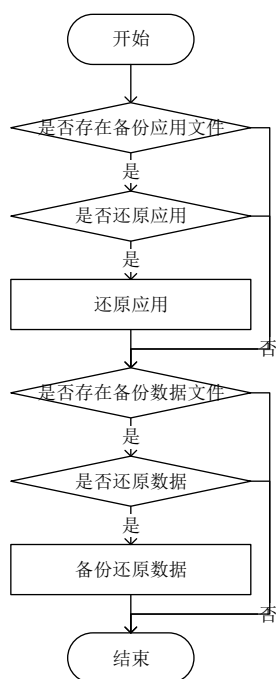 开始
是否存在备份应用文件
是
是否还原应用
是
还原应用
否
是否存在备份数据文件
是
是否还原数据
是
备份还原数据
否
结束